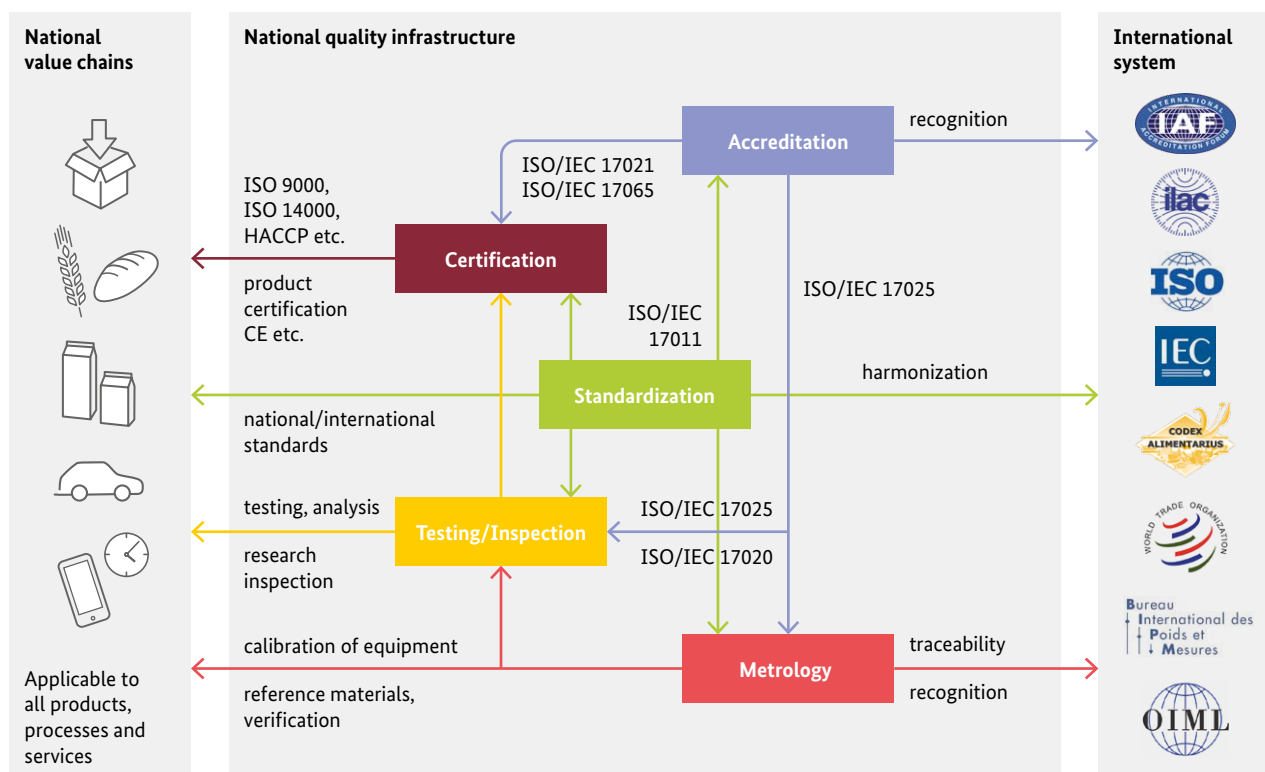 National
value chains
Applicable to
all products,
processes and
services
National quality infrastructure
Accreditation
recognition
ISO/IEC 17021
ISO/IEC 17065
ISO 9000,
ISO 14000,
HACCP etc.
Certification
product
certification
CE etc.
ISO/IEC 17025
ISO/IEC
17011
harmonization
Standardization
national/international
standards
testing, analysis
ISO/IEC 17025
Testing/Inspection
research
inspection
ISO/IEC 17020
calibration of equipment
traceability
Metrology
reference materials,
verification
recognition
International
system
INTERNATIONAL
IAF
ACCREDITATION FORUM
ilac
ISO
IEC
CODEX
ALIMENTARIUS
WORLD TRADE ORGANIZATION
Bureau
International des
Poids et
Mesures
OIML